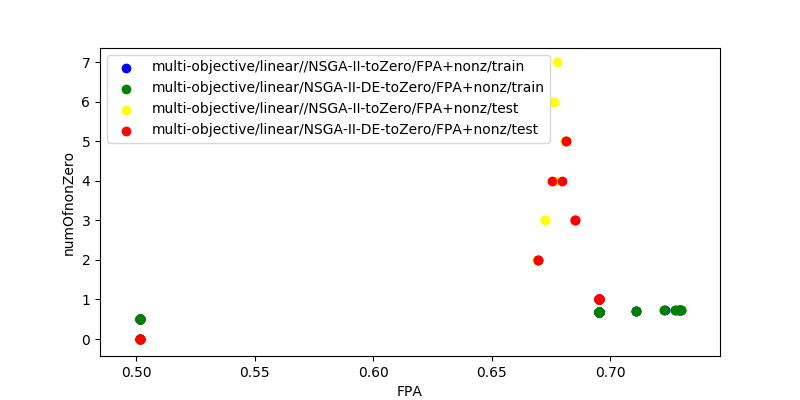 multi-objective/linear//NSGA-II-toZero/FPA+nonz/train
multi-objective/linear/NSGA-II-DE-toZero/FPA+nonz/train
multi-objective/linear//NSGA-II-toZero/FPA+nonz/test
multi-objective/linear/NSGA-II-DE-toZero/FPA+nonz/test
numOfnonZero
7
6
5
4
3
2
1
0
0.50 0.55 0.60 0.65 0.70
FPA